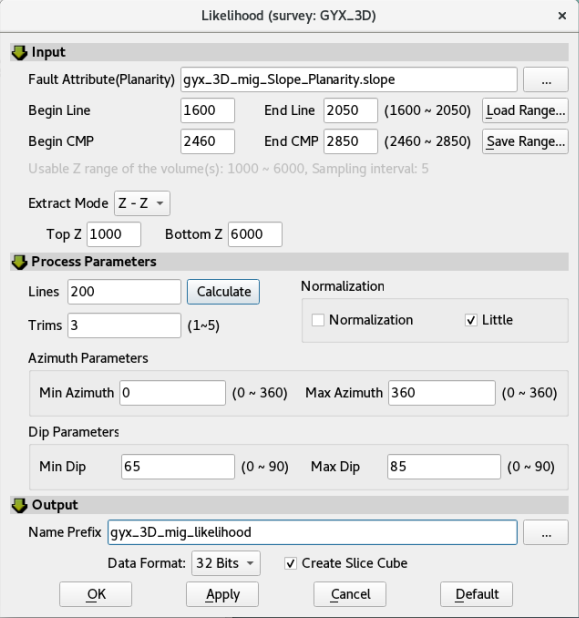 Likelihood (survey: GYX_3D) ×
Input
Fault Attribute(Planarity) gyx_3D_mig_Slope_Planarity.slope ...
Begin Line 1600 End Line 2050 (1600 ~ 2050) Load Range...
Begin CMP 2460 End CMP 2850 (2460 ~ 2850) Save Range...
Usable Z range of the volume(s): 1000 ~ 6000, Sampling interval: 5
Extract Mode Z - Z
Top Z 1000 Bottom Z 6000
Process Parameters
Lines 200 Calculate Normalization
Trims 3 (1~5) Normalization Little
Azimuth Parameters
Min Azimuth 0 (0 ~ 360) Max Azimuth 360 (0 ~ 360)
Dip Parameters
Min Dip 65 (0 ~ 90) Max Dip 85 (0 ~ 90)
Output
Name Prefix gyx_3D_mig_likelihood ...
Data Format: 32 Bits Create Slice Cube
OK Apply Cancel Default